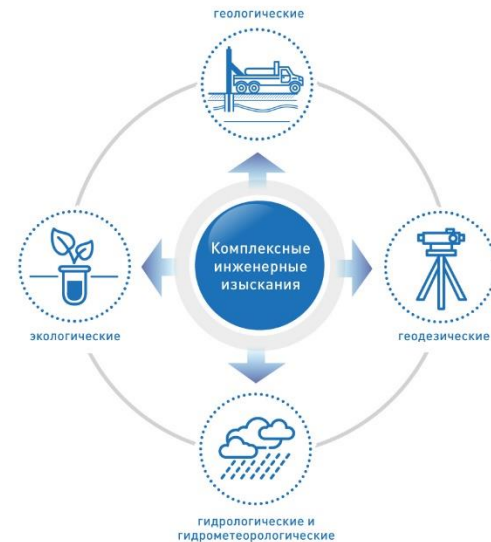 геологические
Комплексные
инженерные
изыскания
экологические
геодезические
гидрологические и
гидрометеорологические